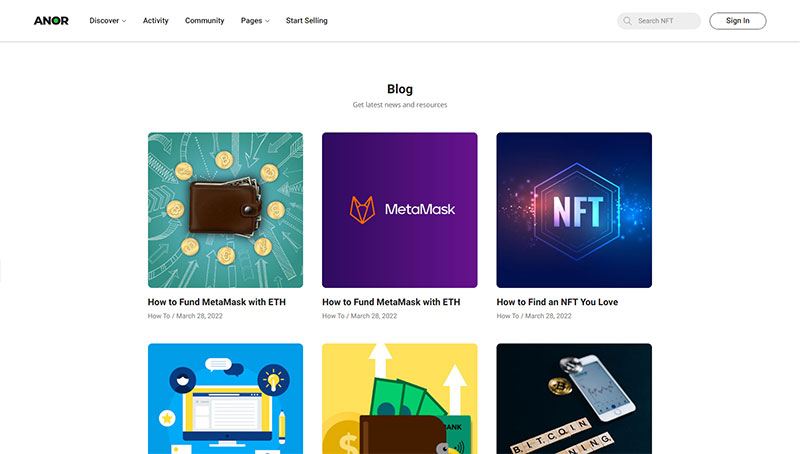 ANOR Discover Activity Community Pages Start Selling Search NFT Sign In
Blog
Get latest news and resources
MetaMask
NFT
How to Fund MetaMask with ETH
How To / March 28, 2022
How to Fund MetaMask with ETH
How To / March 28, 2022
How to Find an NFT You Love
How To / March 28, 2022
BANK
BITCOIN